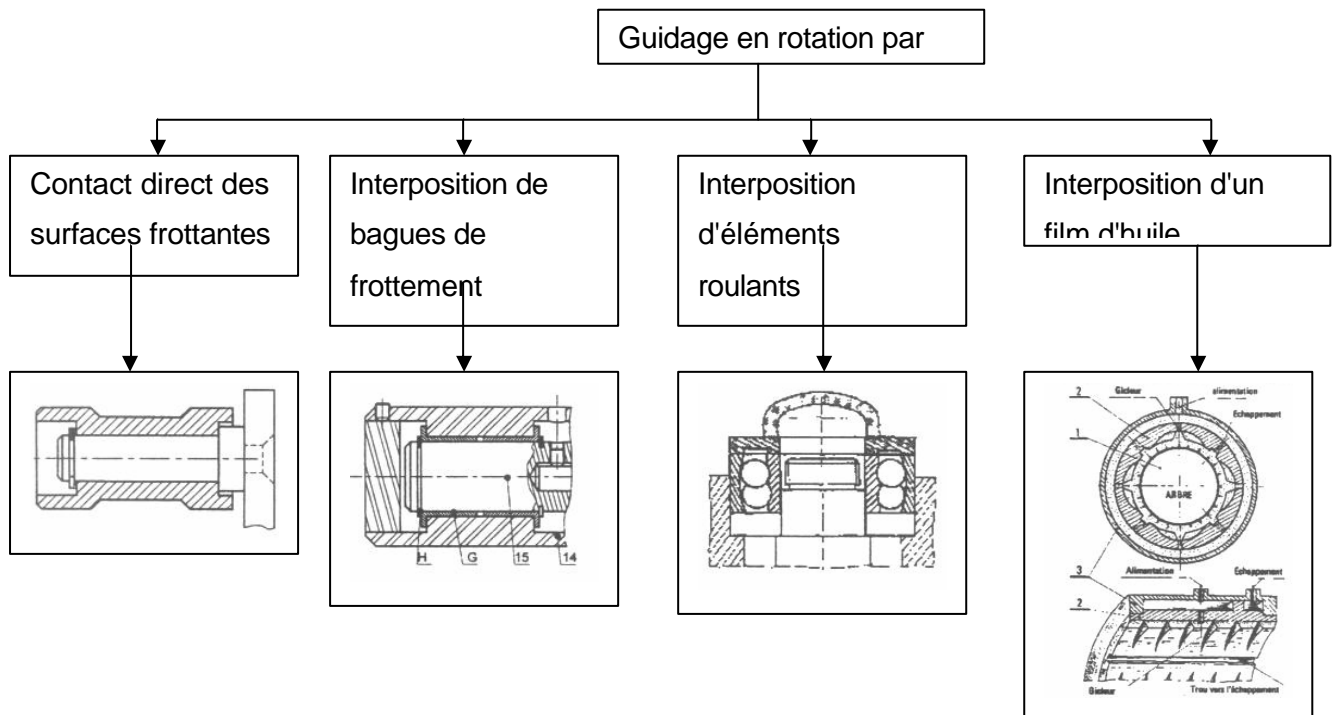 Guidage en rotation par
Contact direct des
surfaces frottantes
Interposition de
bagues de
frottement
Interposition
d'éléments
roulants
Interposition d'un
film d'huile
H G 15 14
2 Gicleur alimentation
Echappement
1
ARBRE
3 Alimentation Echappement
2
Gicleur Trou vers l'échappement